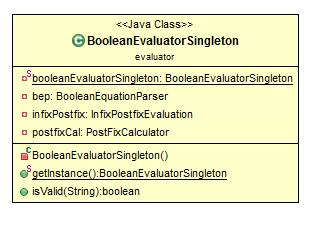 <<Java Class>>
BooleanEvaluatorSingleton
evaluator
booleanEvaluatorSingleton: BooleanEvaluatorSingleton
bep: BooleanEquationParser
infixPostfix: InfixPostfixEvaluation
postfixCal: PostFixCalculator
BooleanEvaluatorSingleton()
getInstance():BooleanEvaluatorSingleton
isValid(String):boolean